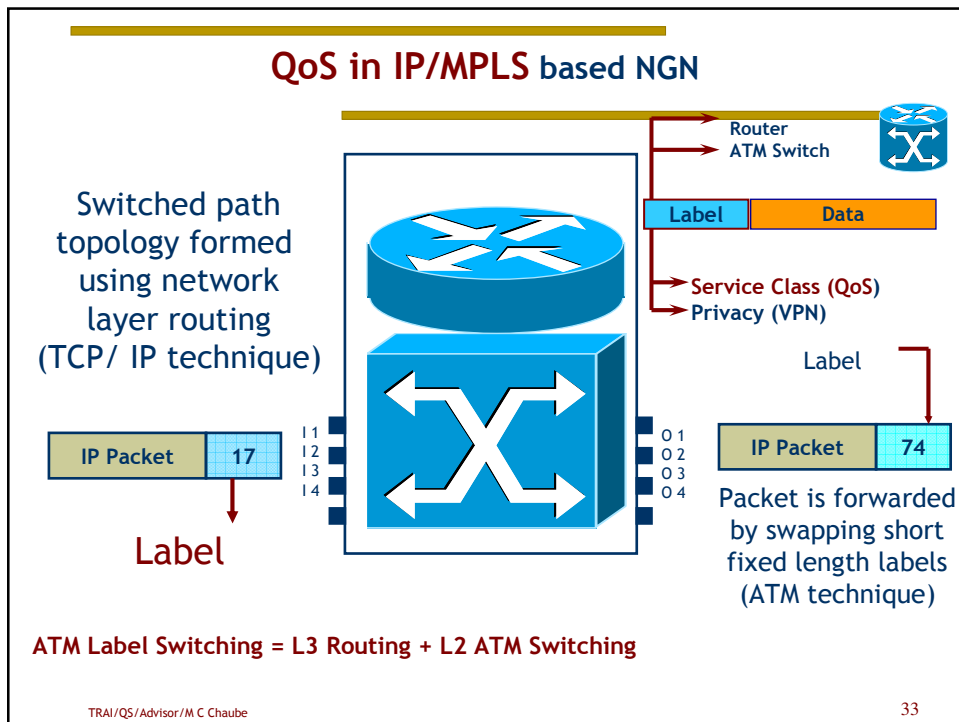 QoS in IP/MPLS based NGN
Router
ATM Switch
Label Data
Service Class (QoS)
Privacy (VPN)
Switched path
topology formed
using network
layer routing
(TCP/ IP technique)
IP Packet 17
Label
I 1
I 2
I 3
I 4
O 1
O 2
O 3
O 4
Label
IP Packet 74
Packet is forwarded
by swapping short
fixed length labels
(ATM technique)
ATM Label Switching = L3 Routing + L2 ATM Switching
TRAI/QS/Advisor/M C Chaube
33